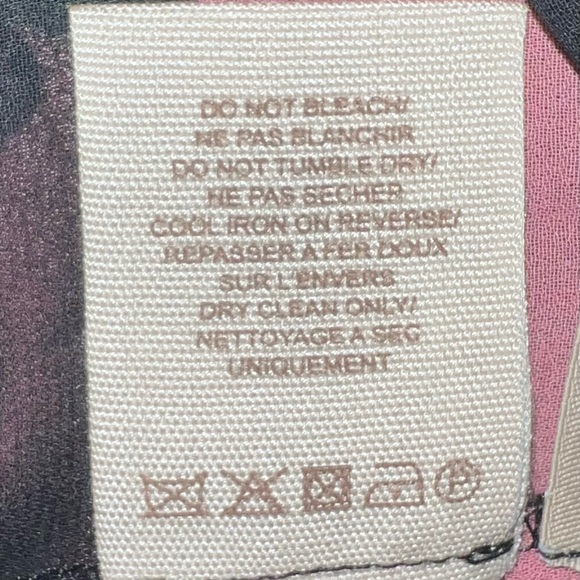 DO NOT BLEACH/
NE PAS BLANCHIR
DO NOT TUMBLE DRY/
NE PAS SECHER
COOL IRON ON REVERSE/
REPASSER A FER DOUX
SUR L'ENVERS
DRY CLEAN ONLY/
NETTOYAGE A SEC
UNIQUEMENT
P